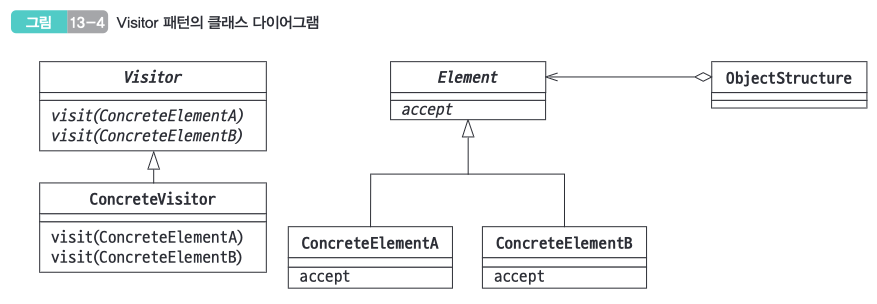 그림 13-4 Visitor 패턴의 클래스 다이어그램
Visitor
visit(ConcreteElementA)
visit(ConcreteElementB)
ConcreteVisitor
visit(ConcreteElementA)
visit(ConcreteElementB)
Element
accept
ObjectStructure
ConcreteElementA
accept
ConcreteElementB
accept